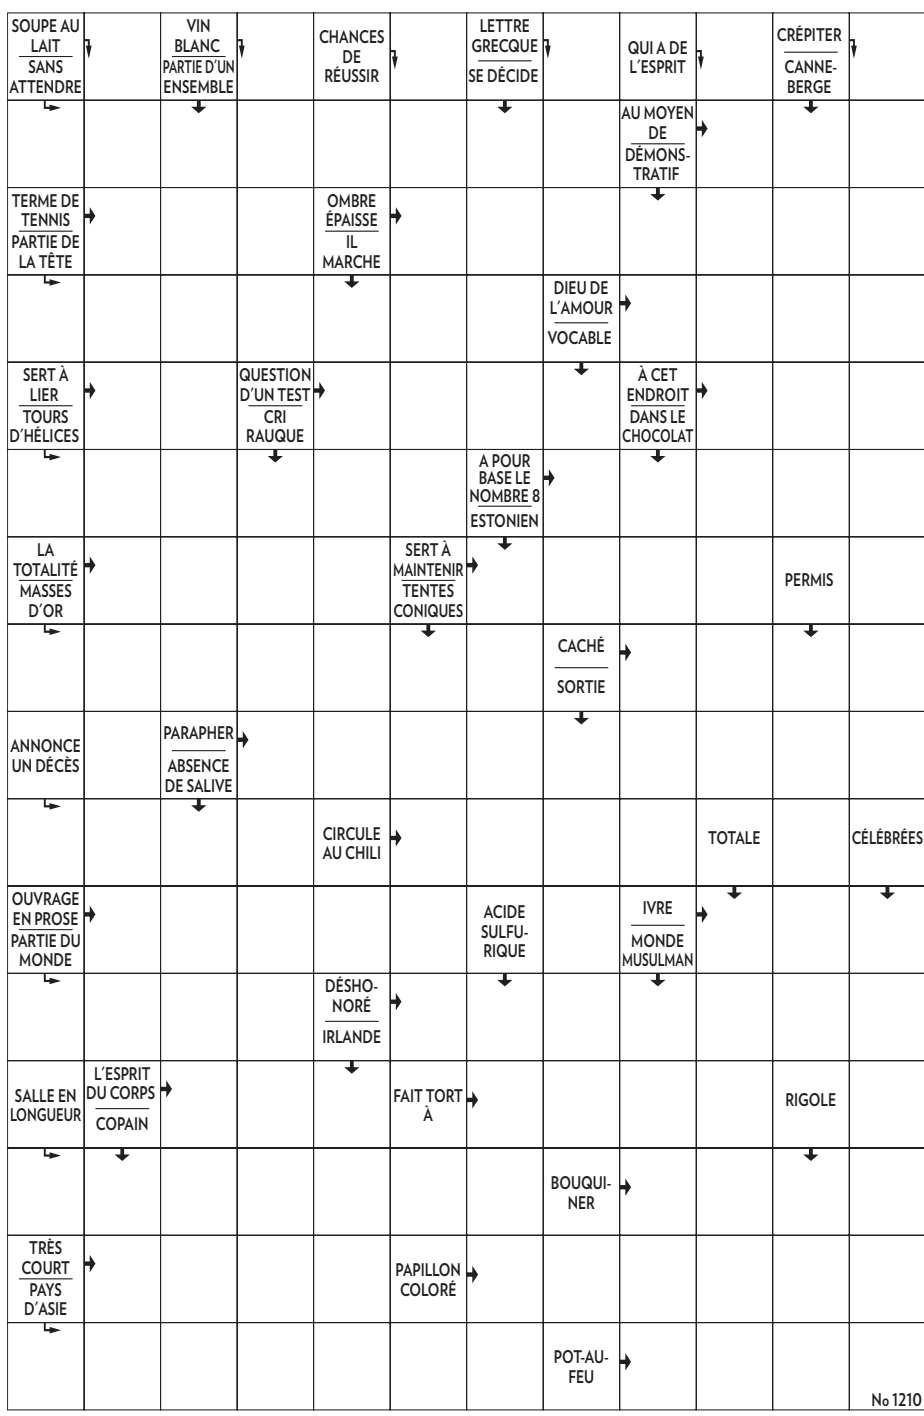 SOUPE AU
LAIT
SANS
ATTENDRE
VIN
BLANC
PARTIE D'UN
ENSEMBLE
CHANCES
DE
RÉUSSIR
LETTRE
GRECQUE
SE DÉCIDE
QUI A DE
L'ESPRIT
CRÉPITER
CANNE-
BERGE
AU MOYEN
DE
DÉMONS-
TRATIF
TERME DE
TENNIS
PARTIE DE
LA TÊTE
OMBRE
ÉPAISSE
IL
MARCHE
DIEU DE
L'AMOUR
VOCABLE
SERT À
LIER
TOURS
D'HÉLICES
QUESTION
D'UN TEST
CRI
RAUQUE
À CET
ENDROIT
DANS LE
CHOCOLAT
A POUR
BASE LE
NOMBRE 8
ESTONIEN
LA
TOTALITÉ
MASSES
D'OR
SERT À
MAINTENIR
TENTES
CONIQUES
PERMIS
CACHÉ
SORTIE
ANNONCE
UN DÉCÈS
PARAPHER
ABSENCE
DE SALIVE
CIRCULE
AU CHILI
TOTALE
CÉLÉBRÉES
OUVRAGE
EN PROSE
PARTIE DU
MONDE
ACIDE
SULFU-
RIQUE
IVRE
MONDE
MUSULMAN
DÉSHO-
NORÉ
IRLANDE
SALLE EN
LONGUEUR
L'ESPRIT
DU CORPS
COPAIN
FAIT TORT
À
RIGOLE
BOUQUI-
NER
TRÈS
COURT
PAYS
D'ASIE
PAPILLON
COLORÉ
POT-AU-
FEU
No 1210